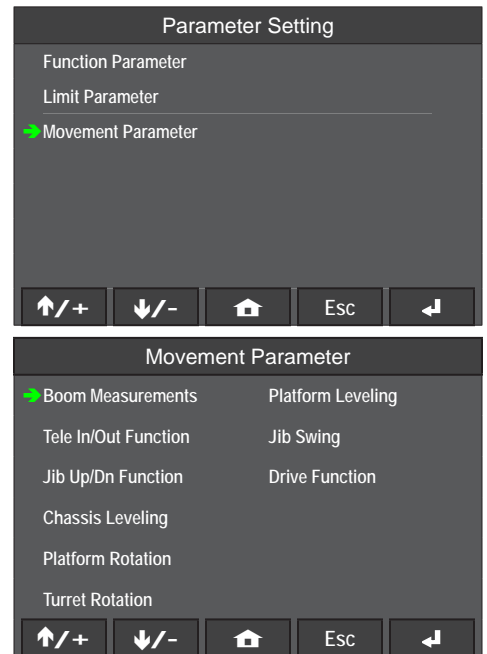 Parameter Setting
Function Parameter
Limit Parameter
Movement Parameter
↑/+ ↓/- Esc
Movement Parameter
Boom Measurements Platform Leveling
Tele In/Out Function Jib Swing
Jib Up/Dn Function Drive Function
Chassis Leveling
Platform Rotation
Turret Rotation
↑/+ ↓/- Esc